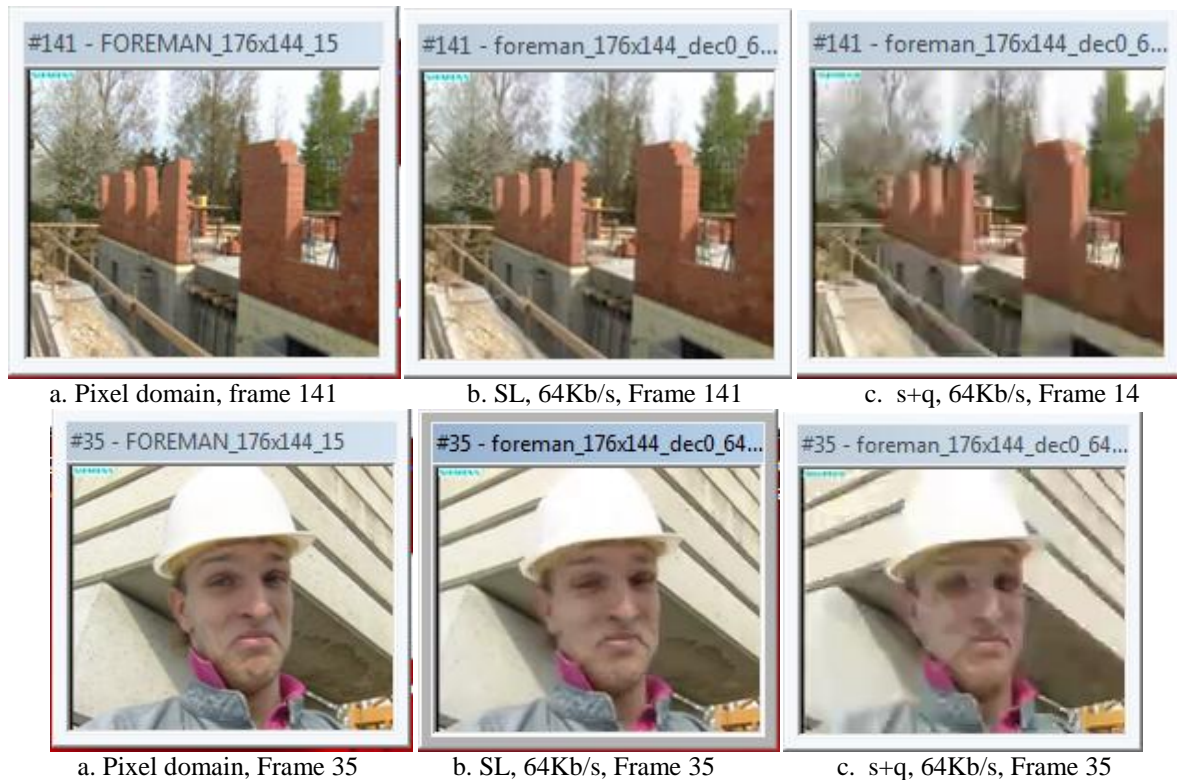 #141 - FOREMAN_176x144_15
#141 - foreman_176x144_dec0_6...
#141 - foreman_176x144_dec0_6...
a. Pixel domain, frame 141
b. SL, 64Kb/s, Frame 141
c. s+q, 64Kb/s, Frame 14
#35 - FOREMAN_176x144_15
#35 - foreman_176x144_dec0_64...
#35 - foreman_176x144_dec0_64...
a. Pixel domain, Frame 35
b. SL, 64Kb/s, Frame 35
c. s+q, 64Kb/s, Frame 35